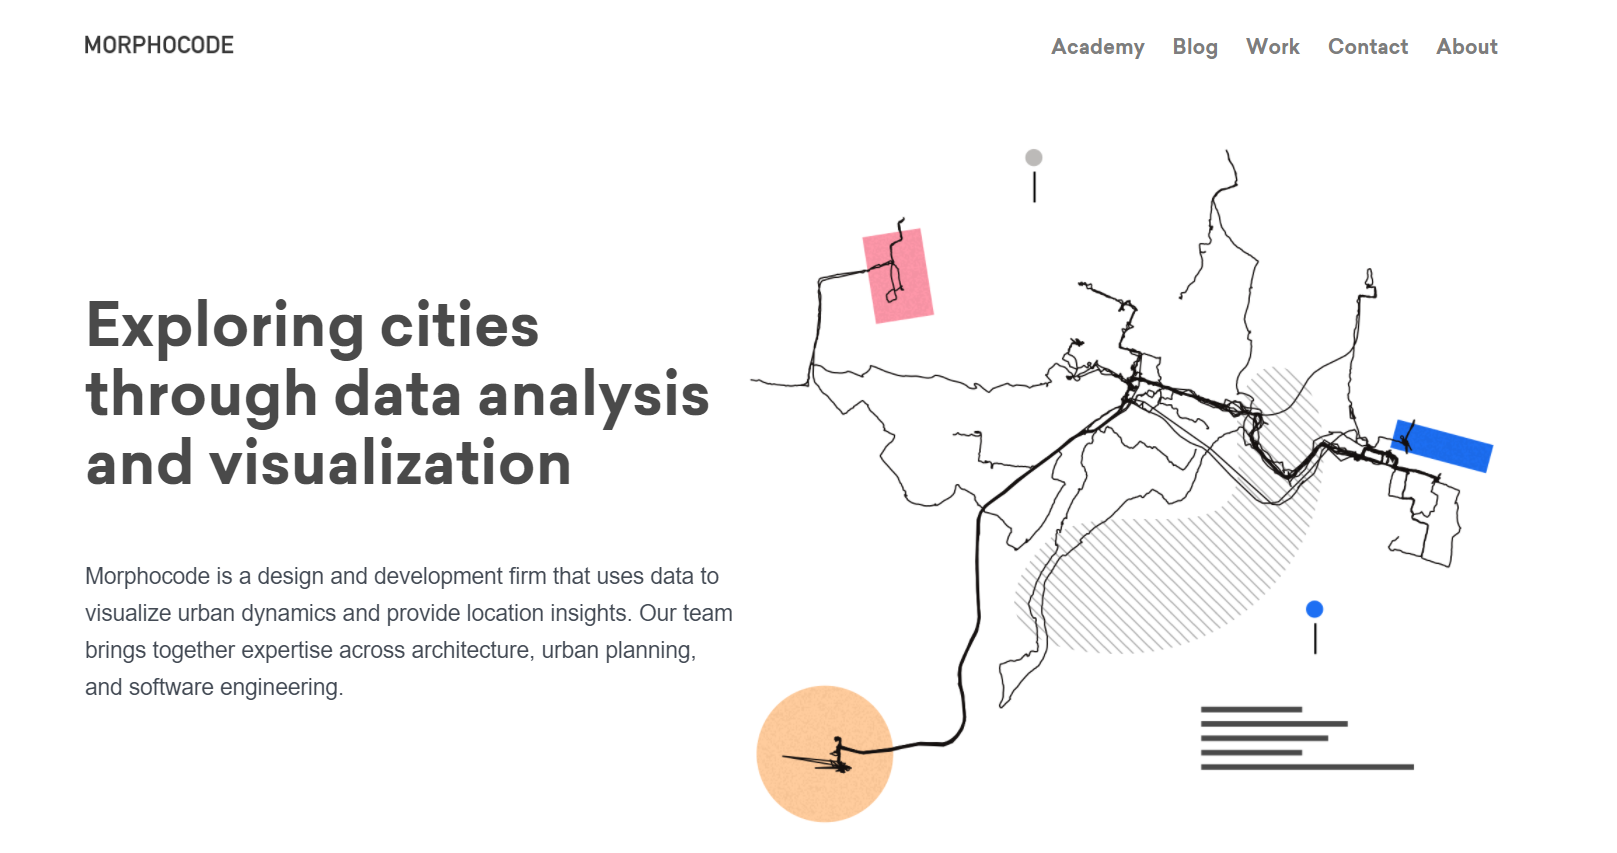 MORPHOCODE
Academy Blog Work Contact About
Exploring cities
through data analysis
and visualization
Morphocode is a design and development firm that uses data to
visualize urban dynamics and provide location insights. Our team
brings together expertise across architecture, urban planning,
and software engineering.